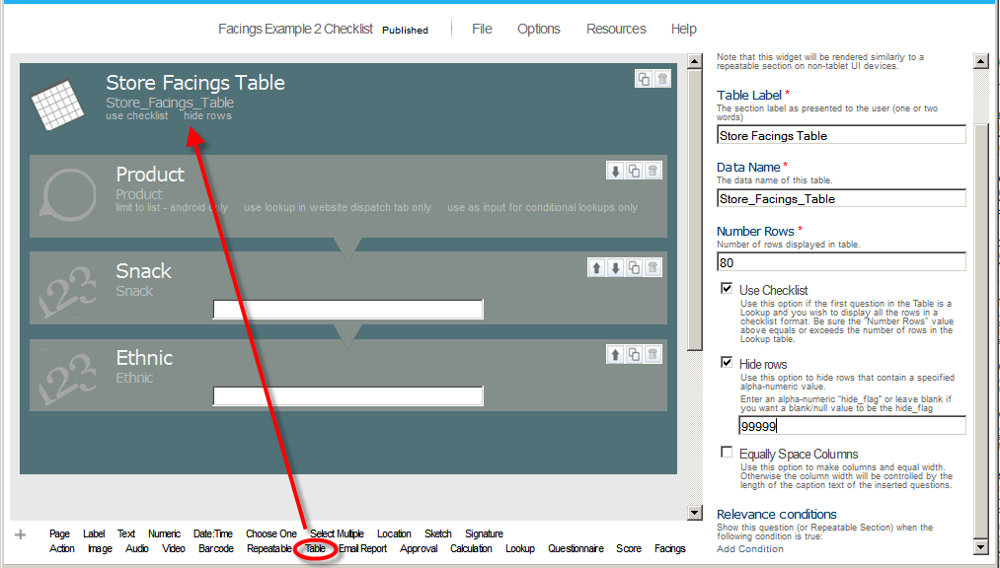 Facings Example 2 Checklist Published File Options Resources Help
Store Facings Table
Store_Facings_Table
use checklist hide rows
Product
Product
limit to list - android only use lookup in website dispatch tab only use as input for conditional lookups only
123
Snack
Snack
123
Ethnic
Ethnic
Note that this widget will be rendered similarly to a
repeatable section on non-tablet UI devices.
Table Label *
The section label as presented to the user (one or two
words)
Store Facings Table
Data Name *
The data name of this table.
Store_Facings_Table
Number Rows *
Number of rows displayed in table.
80
Use Checklist
Use this option if the first question in the Table is a
Lookup and you wish to display all the rows in a
checklist format. Be sure the "Number Rows" value
above equals or exceeds the number of rows in the
Lookup table.
Hide rows
Use this option to hide rows that contain a specified
alpha-numeric value.
Enter an alpha-numeric "hide_flag" or leave blank if
you want a blank/null value to be the hide_flag
99999
Equally Space Columns
Use this option to make columns and equal width.
Otherwise the column width will be controlled by the
length of the caption text of the inserted questions.
Relevance conditions
Show this question (or Repeatable Section) when the
following condition is true:
Add Condition
Page Label Text Numeric Date:Time Choose One Select Multiple Location Sketch Signature
Action Image Audio Video Barcode Repeatable Table Email Report Approval Calculation Lookup Questionnaire Score Facings